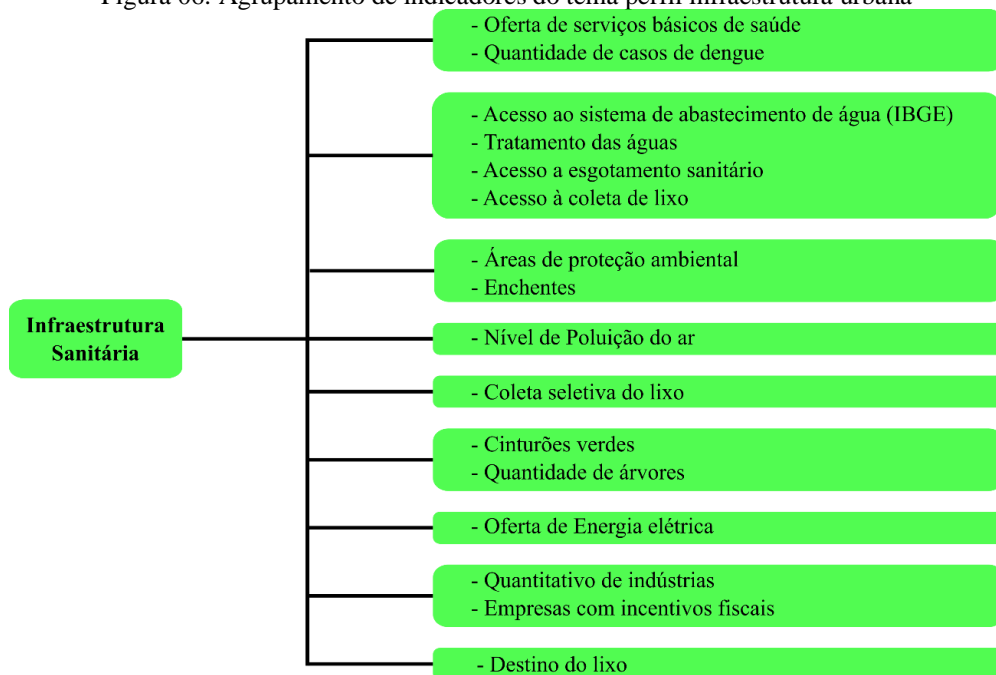 Figura 08: Agrupamento de indicadores do tema perfil Infraestrutura urbana
- Oferta de serviços básicos de saúde
- Quantidade de casos de dengue
- Acesso ao sistema de abastecimento de água (IBGE)
- Tratamento das águas
- Acesso a esgotamento sanitário
- Acesso à coleta de lixo
- Áreas de proteção ambiental
- Enchentes
Infraestrutura
Sanitária
- Nível de Poluição do ar
- Coleta seletiva do lixo
- Cinturões verdes
- Quantidade de árvores
- Oferta de Energia elétrica
- Quantitativo de indústrias
- Empresas com incentivos fiscais
- Destino do lixo